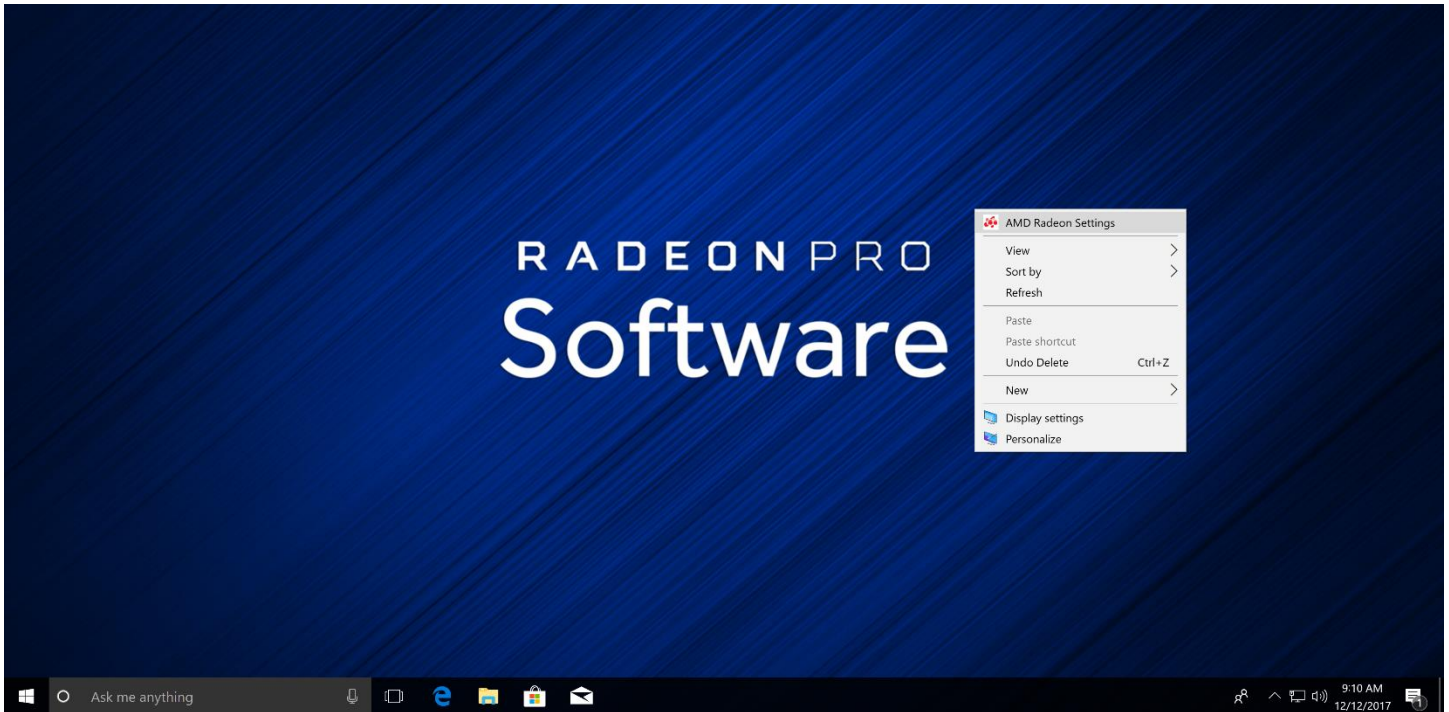 RADEON PRO
Software
AMD Radeon Settings
View
Sort by
Refresh
Paste
Paste shortcut
Undo Delete Ctrl+Z
New
Display settings
Personalize
Ask me anything
9:10 AM
12/12/2017
1